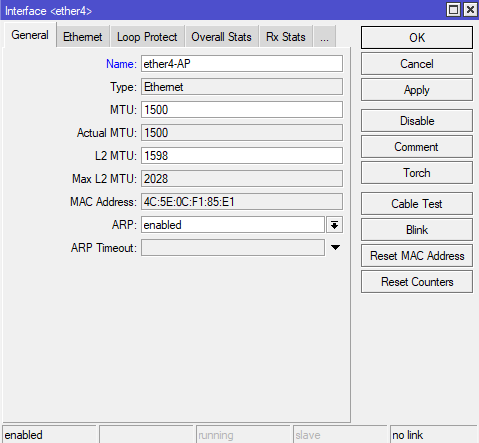 Interface <ether4>
General Ethernet Loop Protect Overall Stats Rx Stats ...
Name: ether4-AP
Type: Ethernet
MTU: 1500
Actual MTU: 1500
L2 MTU: 1598
Max L2 MTU: 2028
MAC Address: 4C:5E:0C:F1:85:E1
ARP: enabled
ARP Timeout:
OK
Cancel
Apply
Disable
Comment
Torch
Cable Test
Blink
Reset MAC Address
Reset Counters
enabled running slave no link